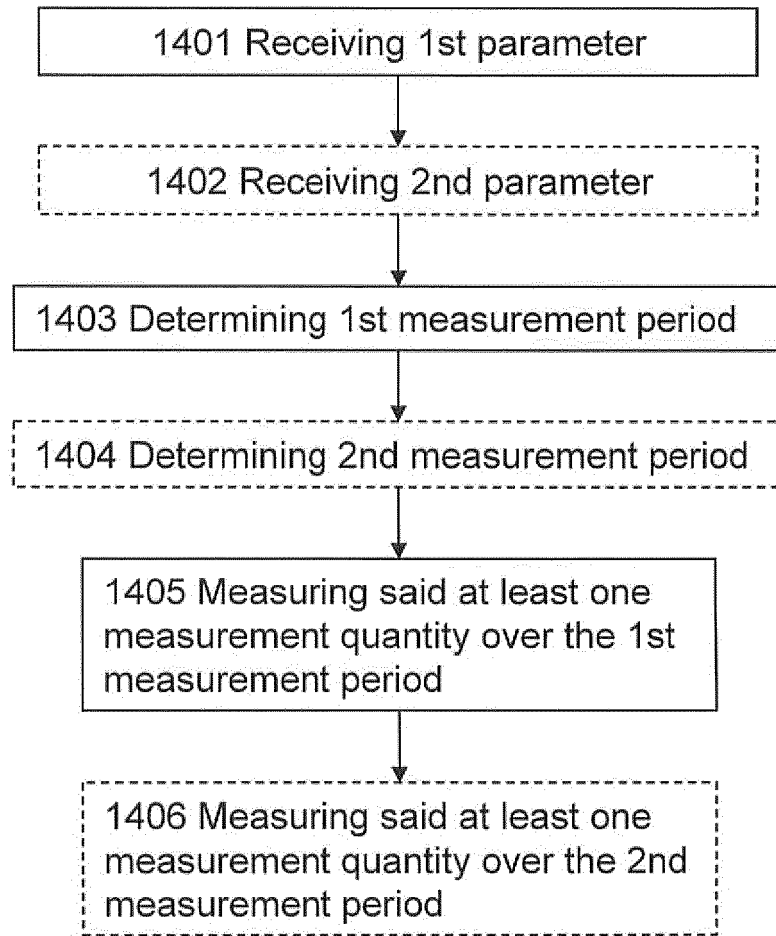 1401 Receiving 1st parameter
1402 Receiving 2nd parameter
1403 Determining 1st measurement period
1404 Determining 2nd measurement period
1405 Measuring said at least one
measurement quantity over the 1st
measurement period
1406 Measuring said at least one
measurement quantity over the 2nd
measurement period